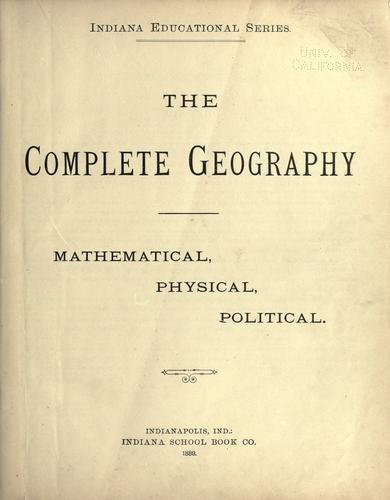 INDIANA EDUCATIONAL SERIES.
UNIV. OF
CALIFORNIA
THE
COMPLETE GEOGRAPHY
MATHEMATICAL,
PHYSICAL,
POLITICAL.
INDIANAPOLIS, IND.:
INDIANA SCHOOL BOOK CO.
1889.